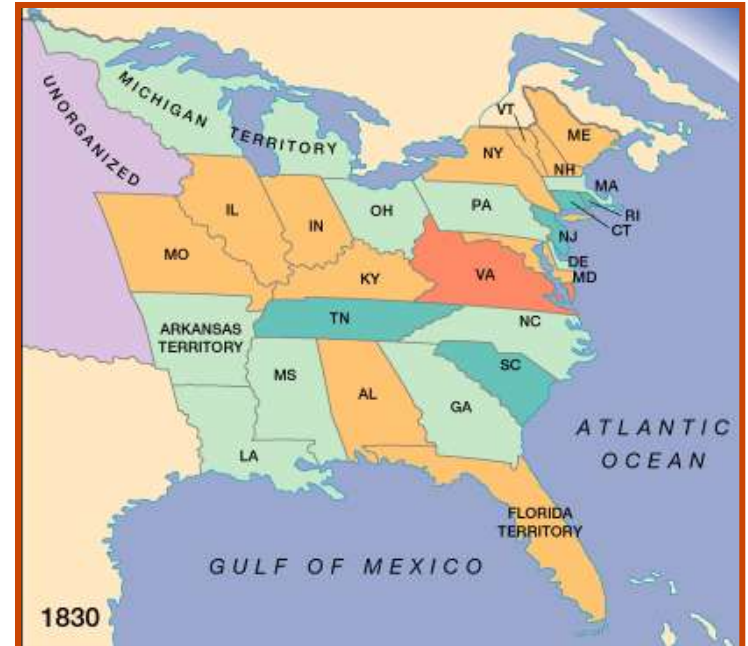 MICHIGAN
TERRITORY
UNORGANIZED
VT
ME
NY
NH
MA
RI
CT
PA
NJ
OH
IN
IL
DE
MD
MO
KY
VA
TN
NC
ARKANSAS
TERRITORY
SC
MS
AL
GA
LA
ATLANTIC
OCEAN
FLORIDA
TERRITORY
GULF OF MEXICO
1830